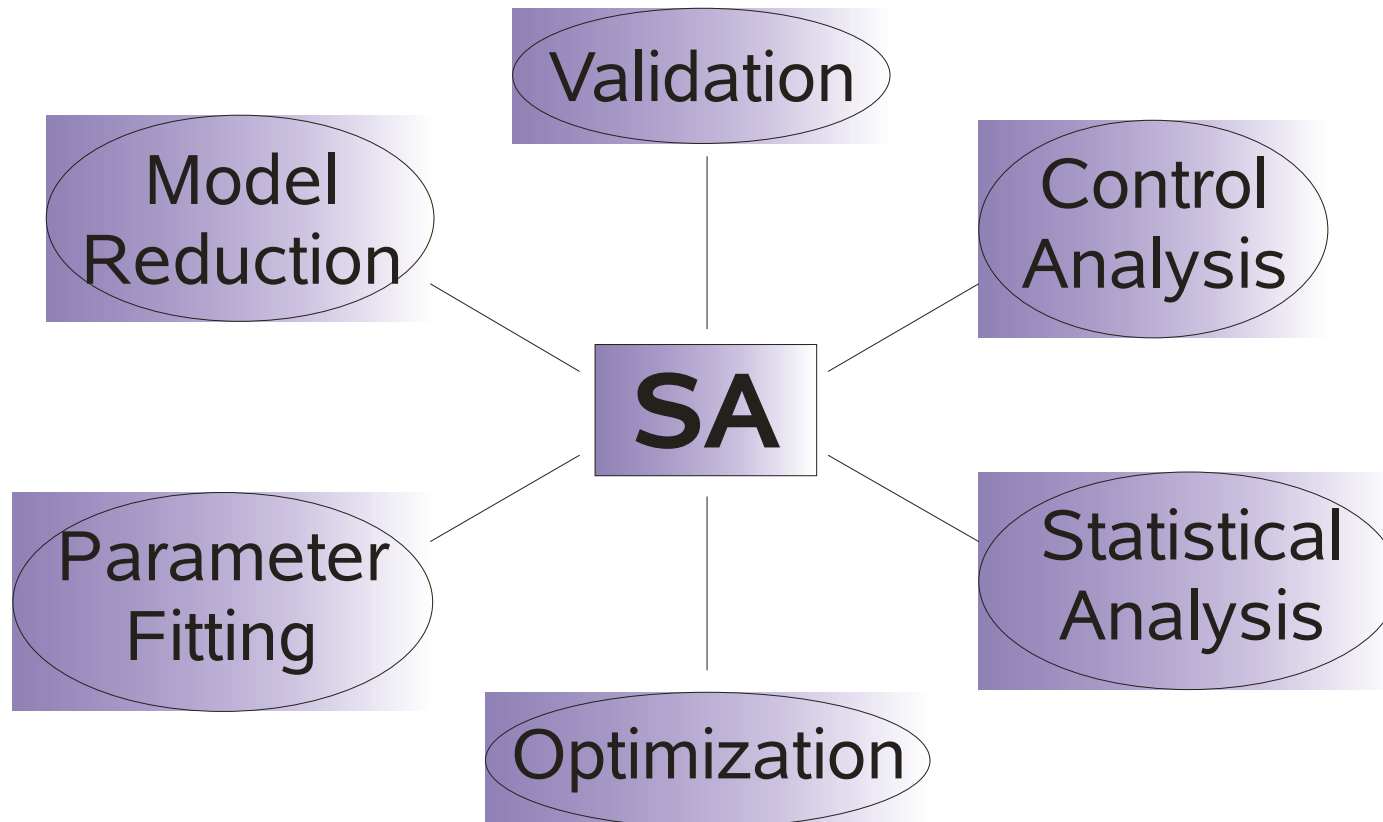 Validation
Model
Reduction
Control
Analysis
SA
Parameter
Fitting
Statistical
Analysis
Optimization